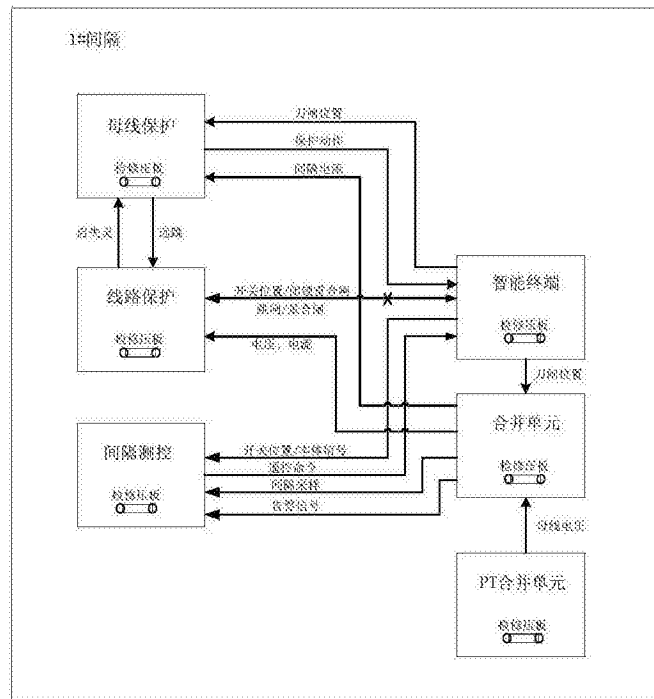 1#间隔
母线保护
检修压板
刀闸位置
保护动作
间隔电流
启失灵
远跳
线路保护
检修压板
开关位置/闭锁重合闸
跳闸/重合闸
电压、电流
智能终端
检修压板
刀闸位置
合并单元
检修压板
间隔测控
检修压板
开关位置/本体信号
遥控命令
间隔采样
告警信号
母线电压
PT合并单元
检修压板